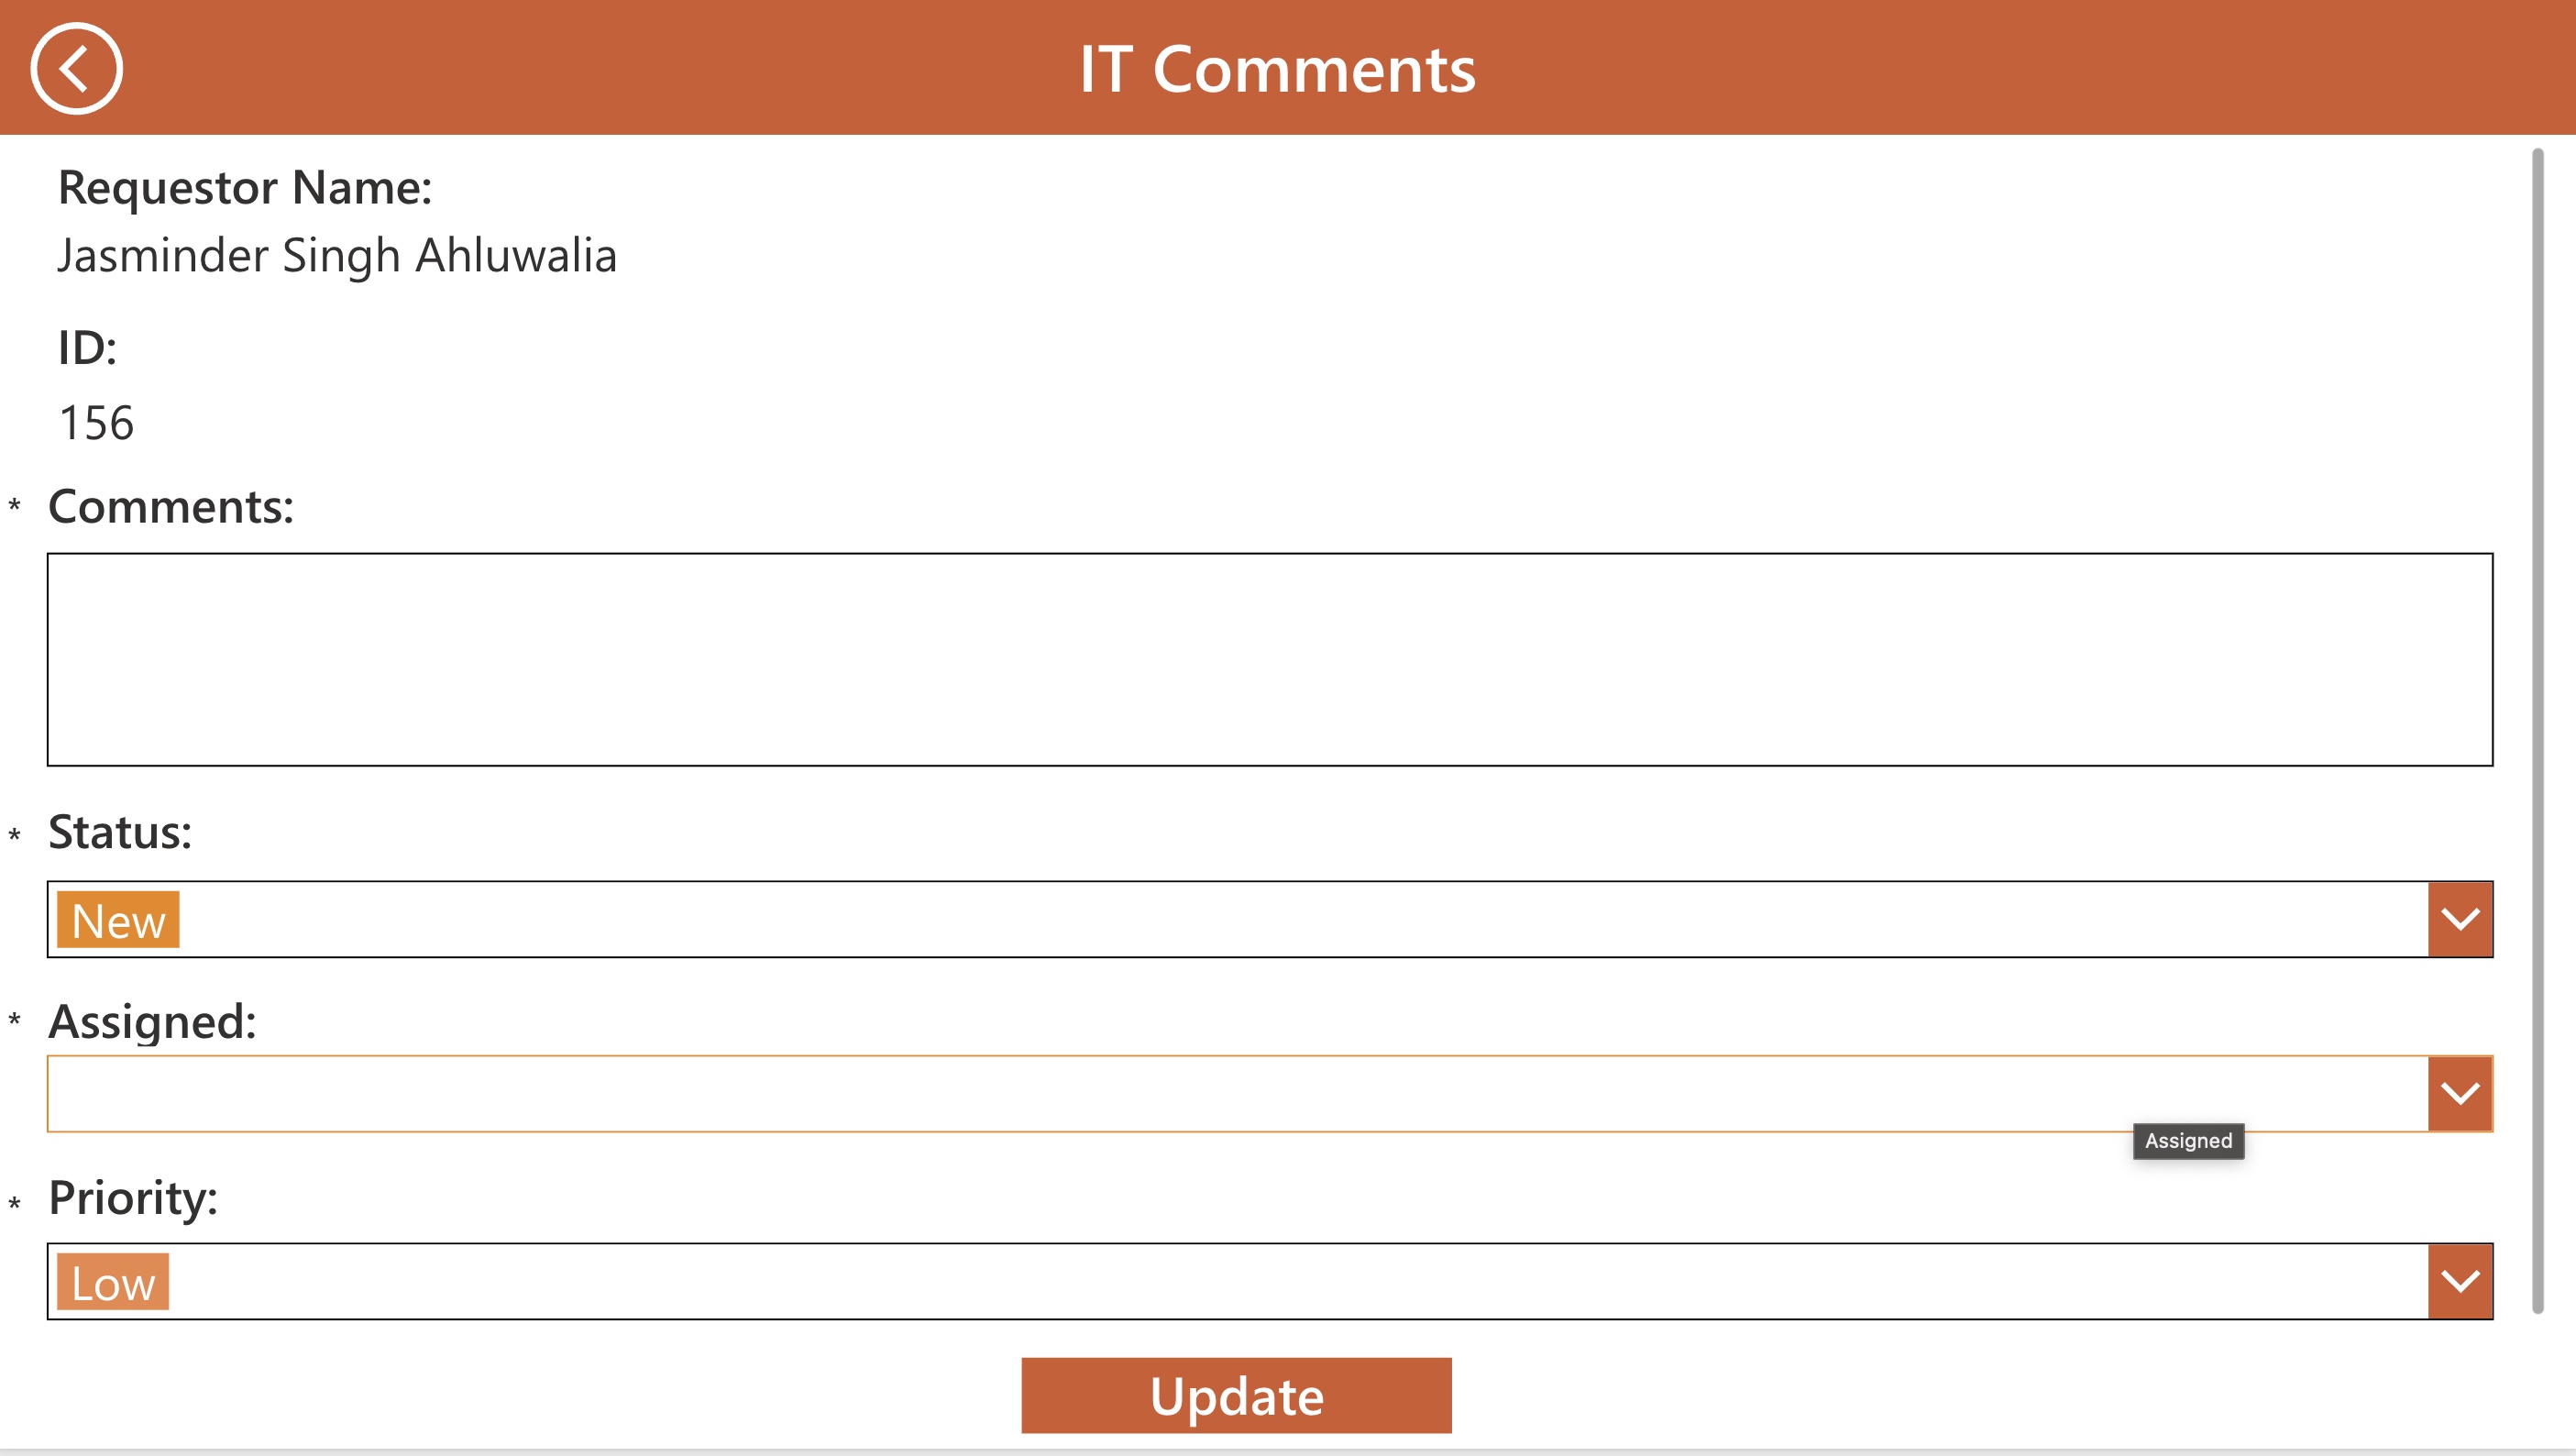 IT Comments
Requestor Name:
Jasminder Singh Ahluwalia
ID:
156
* Comments:
* Status:
New
* Assigned:
Assigned
* Priority:
Low
Update